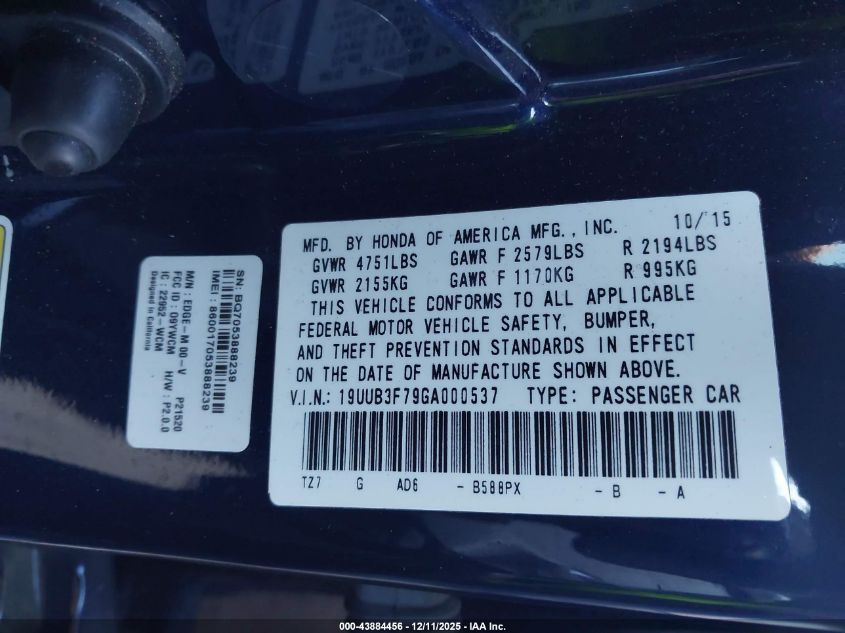 MFD. BY HONDA OF AMERICA MFG., INC. 10/15
GVWR 4751LBS GAWR F 2579LBS R 2194LBS
GVWR 2155KG GAWR F 1170KG R 995KG
THIS VEHICLE CONFORMS TO ALL APPLICABLE
FEDERAL MOTOR VEHICLE SAFETY, BUMPER,
AND THEFT PREVENTION STANDARDS IN EFFECT
ON THE DATE OF MANUFACTURE SHOWN ABOVE.
V.I.N.: 19UUB3F79GA000537 TYPE: PASSENGER CAR
TZ7 G AD6 - B588PX - B - A
SN: BQ7053888239
IMEI: 860017053888239
M/N: EDGE-M 00-V P21520
FCC ID: 09YWCM H/W: P2.0.0
IC: 22952-WCM
Designed in California
000-43884456 - 12/11/2025 - IAA Inc.